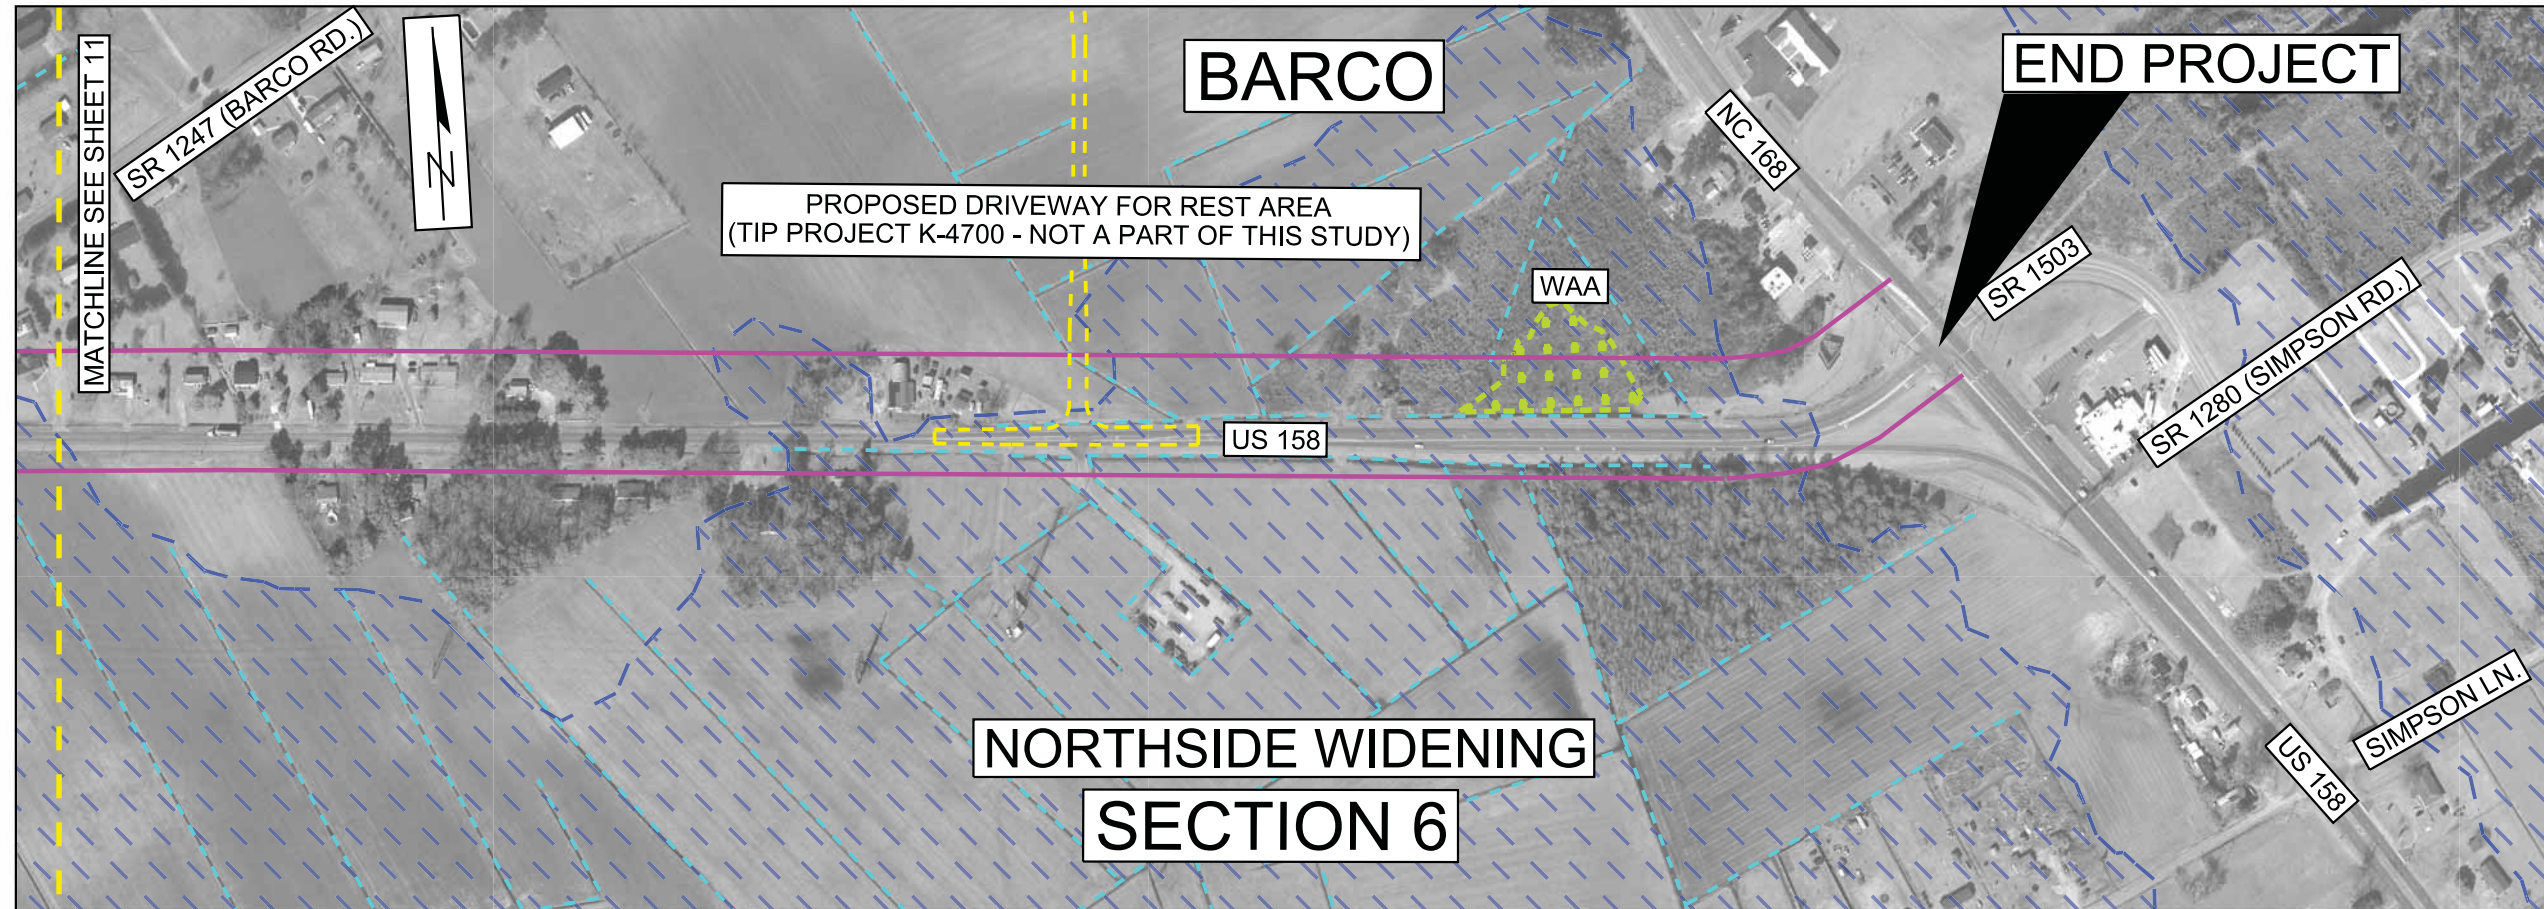 MATCHLINE SEE SHEET 11
SR 1247 (BARCO RD.)
N
BARCO
END PROJECT
NC 168
PROPOSED DRIVEWAY FOR REST AREA
(TIP PROJECT K-4700 - NOT A PART OF THIS STUDY)
WAA
SR 1503
SR 1280 (SIMPSON RD.)
US 158
NORTHSIDE WIDENING
SECTION 6
US 158
SIMPSON LN.